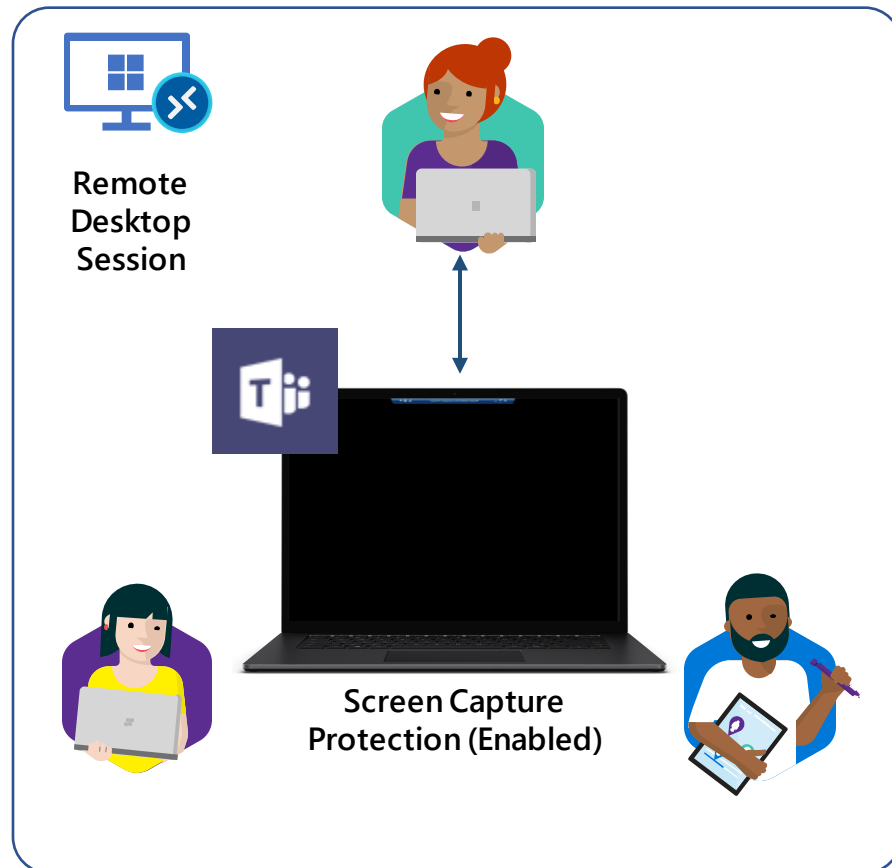 Remote
Desktop
Session
T
Screen Capture
Protection (Enabled)